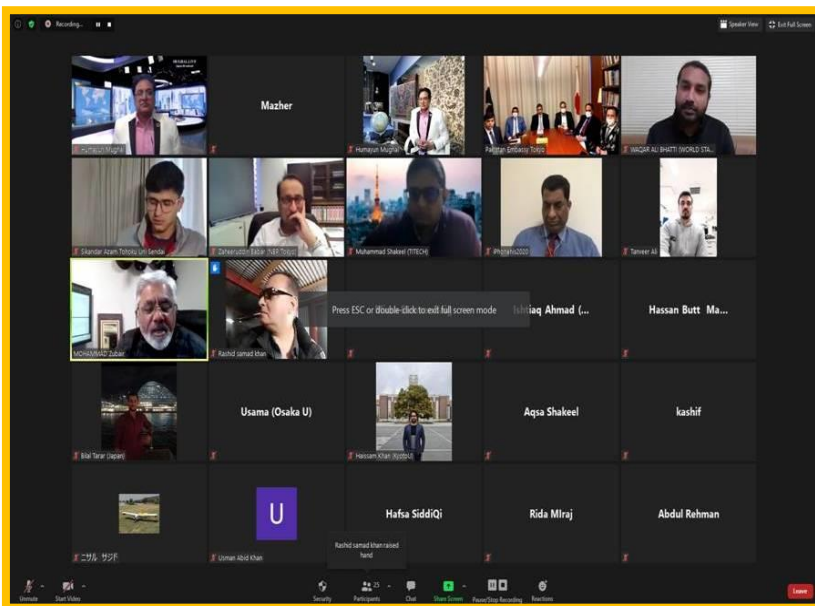 Recording...
Speaker View
Exit Full Screen
Mazher
Humayun Mughal
Humayun Mughal
Pakistan Embassy Tokyo
WAQAR ALI BHATTI (WORLD STA...
Sikandar Azam Tohoku Uni Sendai
Zaheeruddin Babar (NBP Tokyo)
Muhammad Shakeel (TITECH)
Tanveer Ali
Press ESC or double-click to exit full screen mode
Ishtiaq Ahmad (...
Hassan Butt Ma...
MOHAMMAD Zubair
Rashid samad khan
Usama (Osaka U)
Aqsa Shakeel
kashif
Bilal Tarar (Japan)
Haissam Khan (KyotoU)
U
Hafsa SiddiQi
Rida MIraj
Abdul Rehman
ニサル サジド
Usman Abid Khan
Rashid samad khan raised
hand
25
Unmute
Start Video
Security
Participants
Chat
Share Screen
Pause/Stop Recording
Reactions
Leave